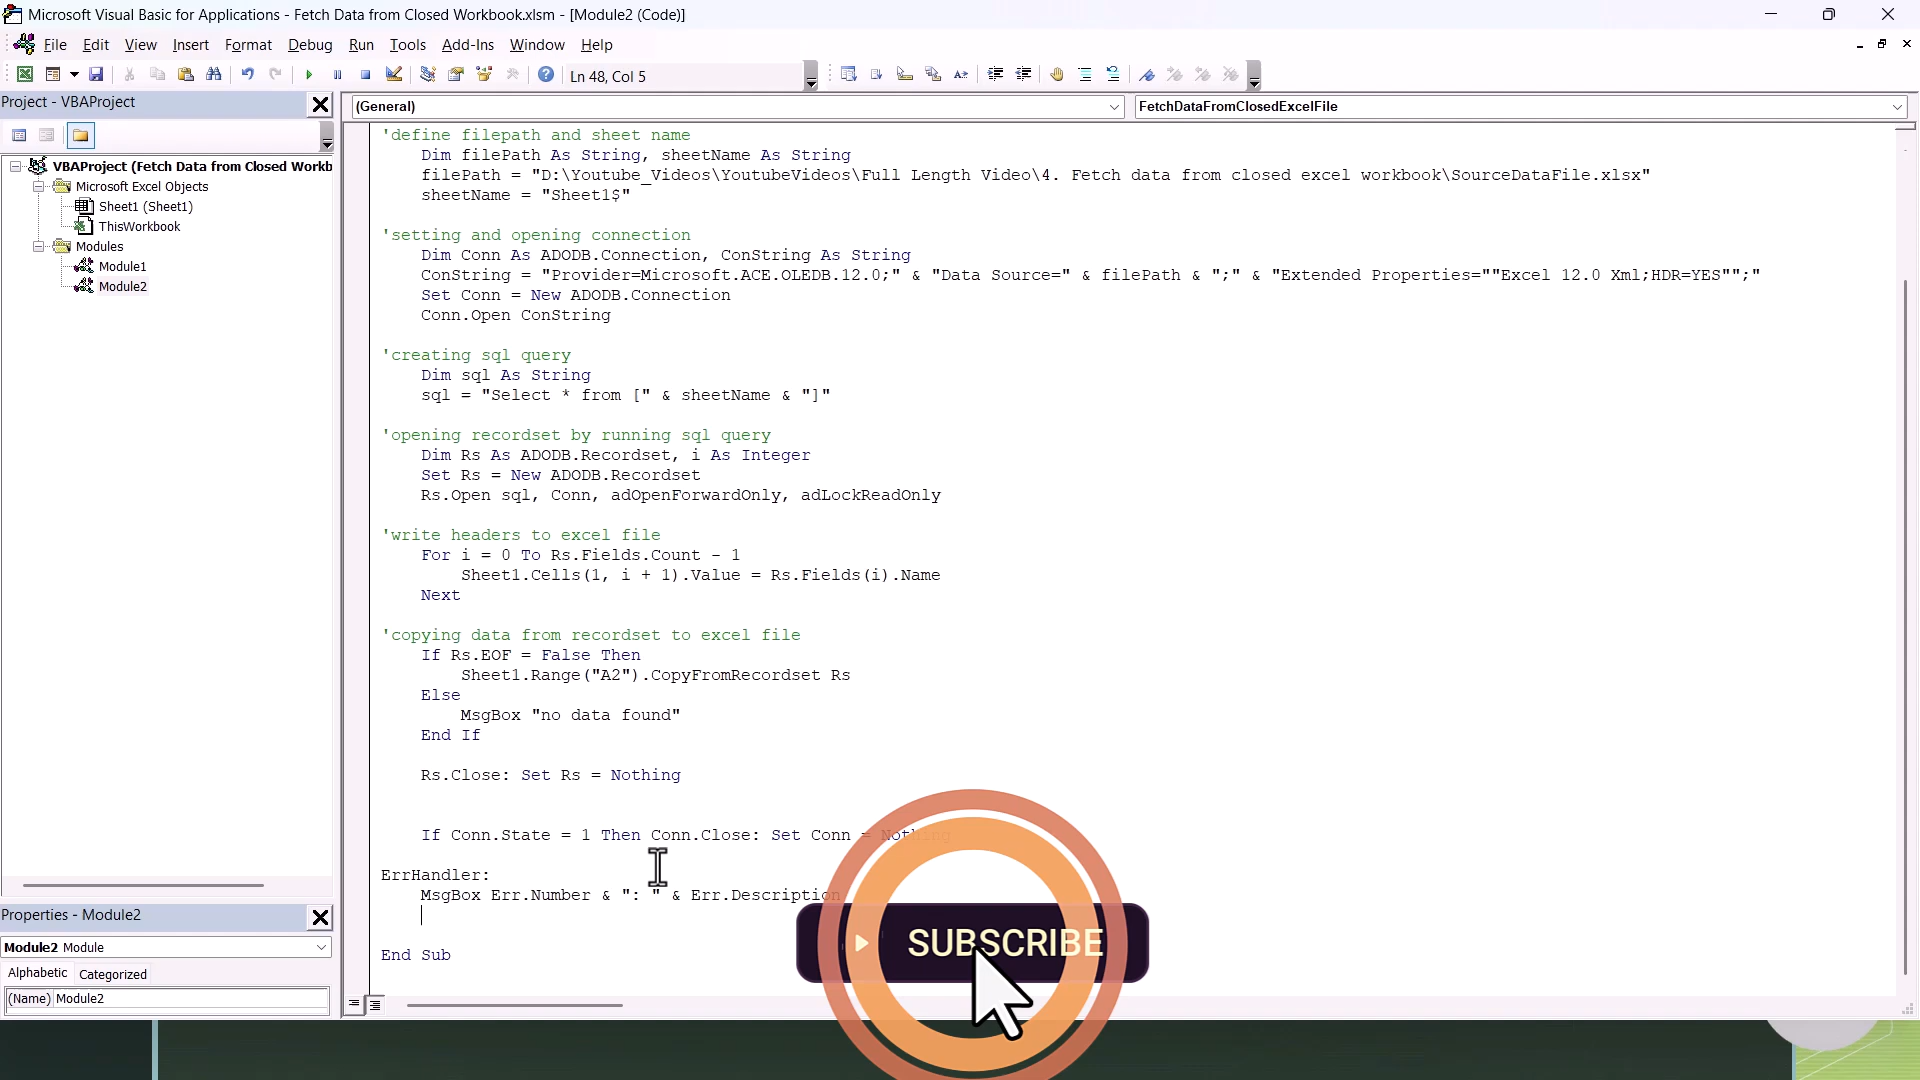 Microsoft Visual Basic for Applications - Fetch Data from Closed Workbook.xlsm - [Module2 (Code)]
File Edit View Insert Format Debug Run Tools Add-Ins Window Help
Ln 48, Col 5
Project - VBAProject
VBAProject (Fetch Data from Closed Workb
Microsoft Excel Objects
Sheet1 (Sheet1)
ThisWorkbook
Modules
Module1
Module2
Properties - Module2
Module2 Module
Alphabetic Categorized
(Name) Module2
(General) FetchDataFromClosedExcelFile
'define filepath and sheet name
Dim filePath As String, sheetName As String
filePath = "D:\Youtube_Videos\YoutubeVideos\Full Length Video\4. Fetch data from closed excel workbook\SourceDataFile.xlsx"
sheetName = "Sheet1$"
'setting and opening connection
Dim Conn As ADODB.Connection, ConString As String
ConString = "Provider=Microsoft.ACE.OLEDB.12.0;" & "Data Source=" & filePath & ";" & "Extended Properties=""Excel 12.0 Xml;HDR=YES"";"
Set Conn = New ADODB.Connection
Conn.Open ConString
'creating sql query
Dim sql As String
sql = "Select * from [" & sheetName & "]"
'opening recordset by running sql query
Dim Rs As ADODB.Recordset, i As Integer
Set Rs = New ADODB.Recordset
Rs.Open sql, Conn, adOpenForwardOnly, adLockReadOnly
'write headers to excel file
For i = 0 To Rs.Fields.Count - 1
Sheet1.Cells(1, i + 1).Value = Rs.Fields(i).Name
Next
'copying data from recordset to excel file
If Rs.EOF = False Then
Sheet1.Range("A2").CopyFromRecordset Rs
Else
MsgBox "no data found"
End If
Rs.Close: Set Rs = Nothing
If Conn.State = 1 Then Conn.Close: Set Conn = Nothing
ErrHandler:
MsgBox Err.Number & ": " & Err.Description
End Sub
SUBSCRIBE